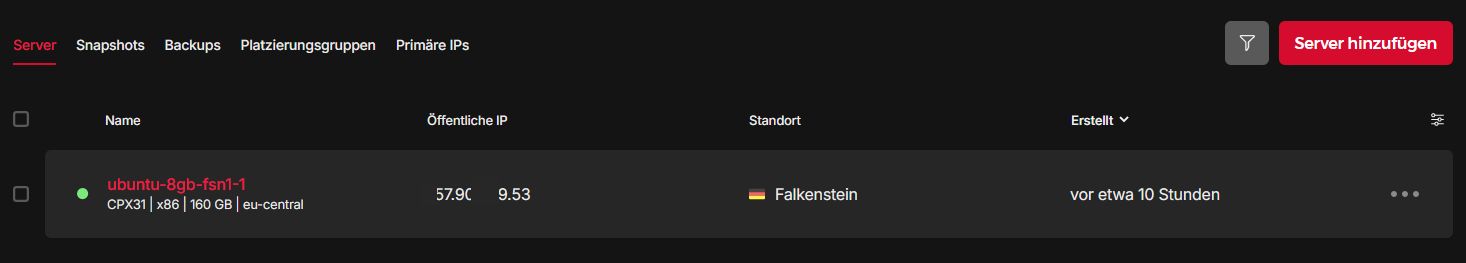 Server Snapshots Backups Platzierungsgruppen Primäre IPs Server hinzufügen
Name Öffentliche IP Standort Erstellt
ubuntu-8gb-fsn1-1
CPX31 | x86 | 160 GB | eu-central
57.90 9.53 Falkenstein vor etwa 10 Stunden